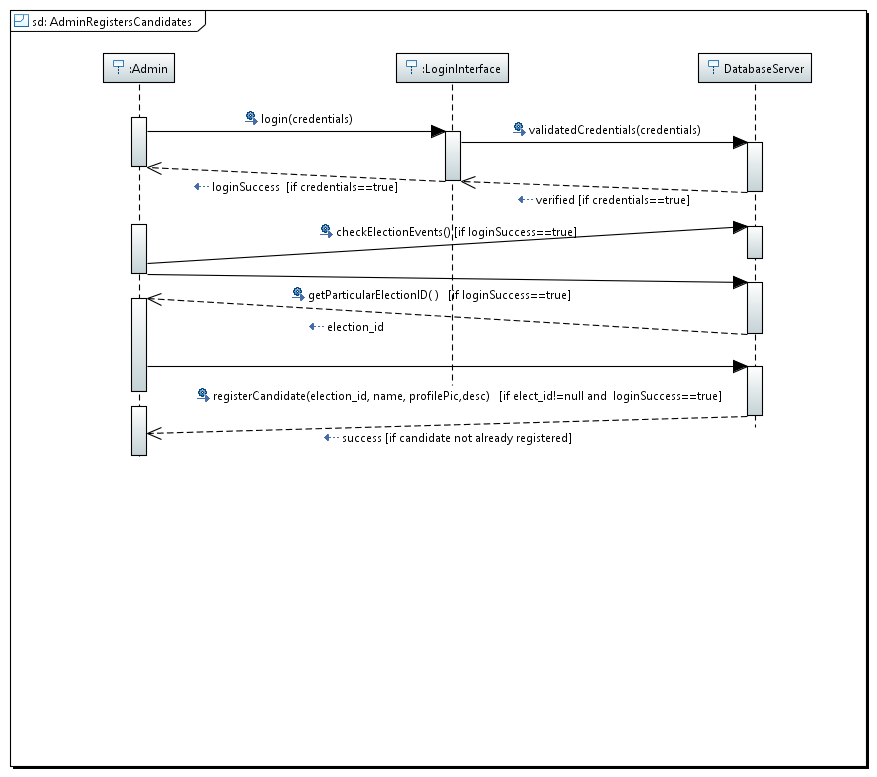 sd: AdminRegistersCandidates
:Admin
:LoginInterface
DatabaseServer
login(credentials)
validatedCredentials(credentials)
loginSuccess [if credentials==true]
verified [if credentials==true]
checkElectionEvents() [if loginSuccess==true]
getParticularElectionID( ) [if loginSuccess==true]
election_id
registerCandidate(election_id, name, profilePic,desc) [if elect_id!=null and loginSuccess==true]
success [if candidate not already registered]